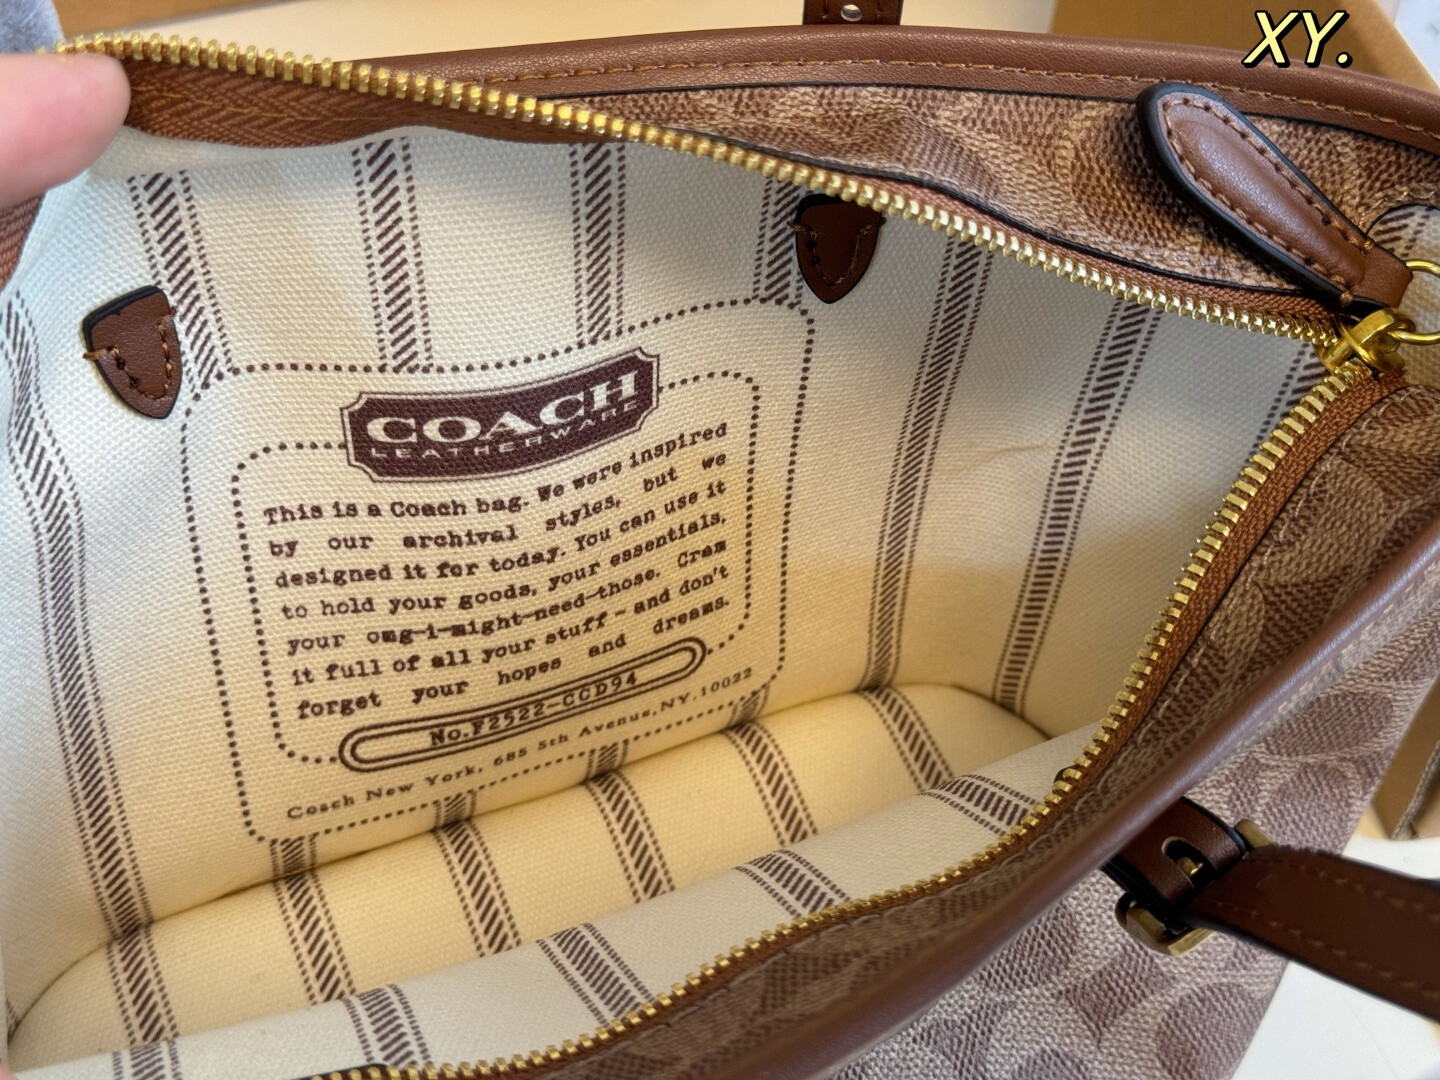 XY.
COACH
LEATHERWARE
This is a Coach bag. We were inspired
by our archival styles, but we
designed it for today. You can use it
to hold your goods, your essentials,
your omg-i-might-need-those. Cram
it full of all your stuff - and don't
forget your hopes and dreams.
No.F2522-CCD94
Coach New York, 685 5th Avenue,NY.10022